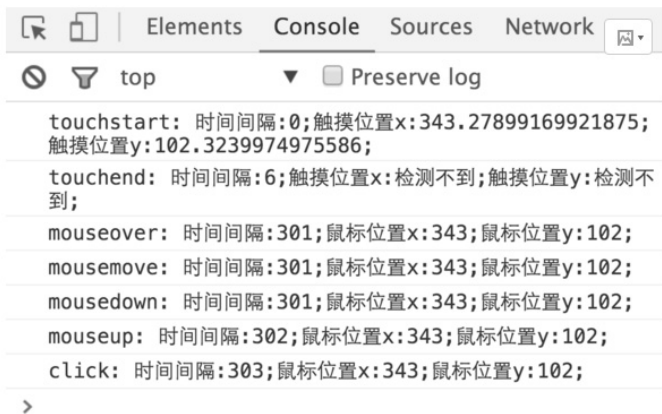 Elements Console Sources Network
top Preserve log
touchstart: 时间间隔:0;触摸位置x:343.27899169921875;
触摸位置y:102.3239974975586;
touchend: 时间间隔:6;触摸位置x:检测不到;触摸位置y:检测不
到;
mouseover: 时间间隔:301;鼠标位置x:343;鼠标位置y:102;
mousemove: 时间间隔:301;鼠标位置x:343;鼠标位置y:102;
mousedown: 时间间隔:301;鼠标位置x:343;鼠标位置y:102;
mouseup: 时间间隔:302;鼠标位置x:343;鼠标位置y:102;
click: 时间间隔:303;鼠标位置x:343;鼠标位置y:102;
>